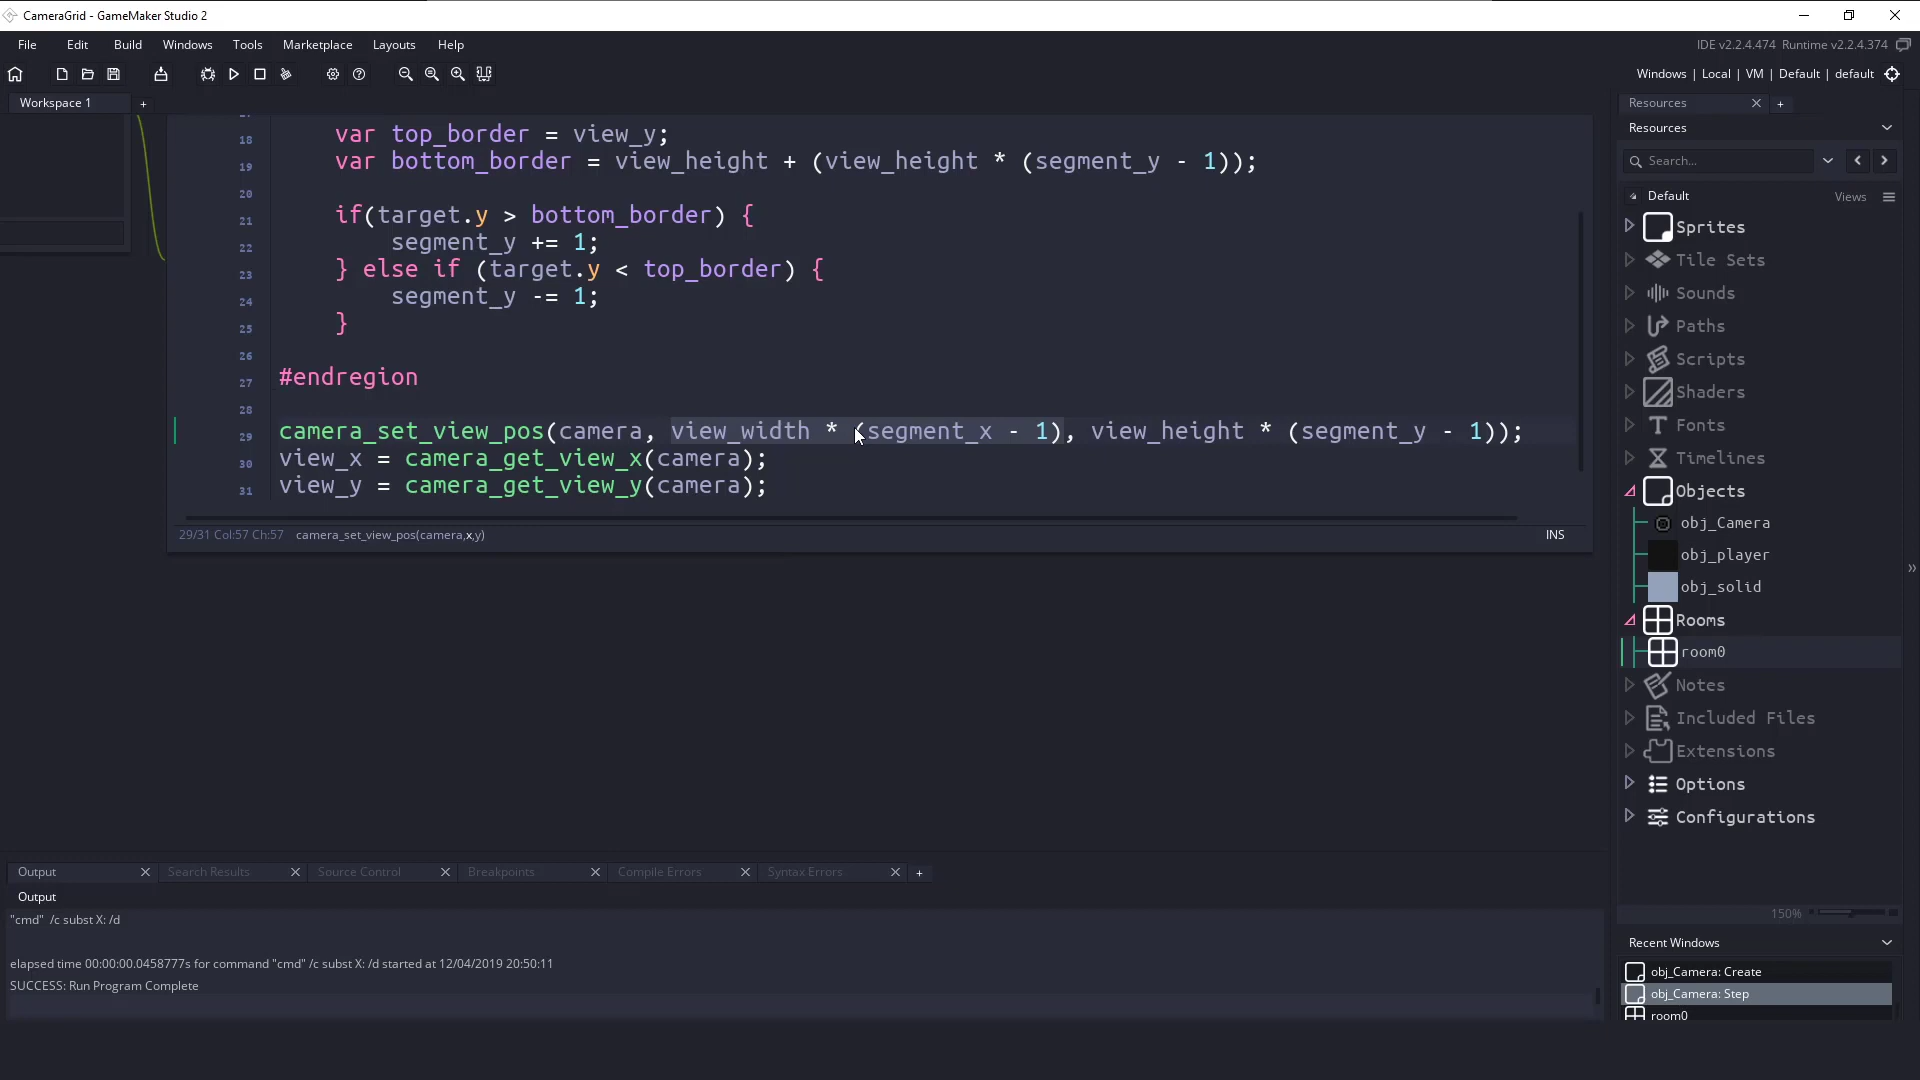 CameraGrid - GameMaker Studio 2
File Edit Build Windows Tools Marketplace Layouts Help
IDE v2.2.4.474 Runtime v2.2.4.374
Windows | Local | VM | Default | default
Workspace 1 +
18 var top_border = view_y;
19 var bottom_border = view_height + (view_height * (segment_y - 1));
20
21 if(target.y > bottom_border) {
22 segment_y += 1;
23 } else if (target.y < top_border) {
24 segment_y -= 1;
25 }
26
27 #endregion
28
29 camera_set_view_pos(camera, view_width * (segment_x - 1), view_height * (segment_y - 1));
30 view_x = camera_get_view_x(camera);
31 view_y = camera_get_view_y(camera);
29/31 Col:57 Ch:57 camera_set_view_pos(camera,x,y) INS
Resources
Resources
Search...
Default Views
Sprites
Tile Sets
Sounds
Paths
Scripts
Shaders
Fonts
Timelines
Objects
obj_Camera
obj_player
obj_solid
Rooms
room0
Notes
Included Files
Extensions
Options
Configurations
150%
Recent Windows
obj_Camera: Create
obj_Camera: Step
room0
Output Search Results Source Control Breakpoints Compile Errors Syntax Errors +
Output
"cmd" /c subst X: /d
elapsed time 00:00:00.0458777s for command "cmd" /c subst X: /d started at 12/04/2019 20:50:11
SUCCESS: Run Program Complete